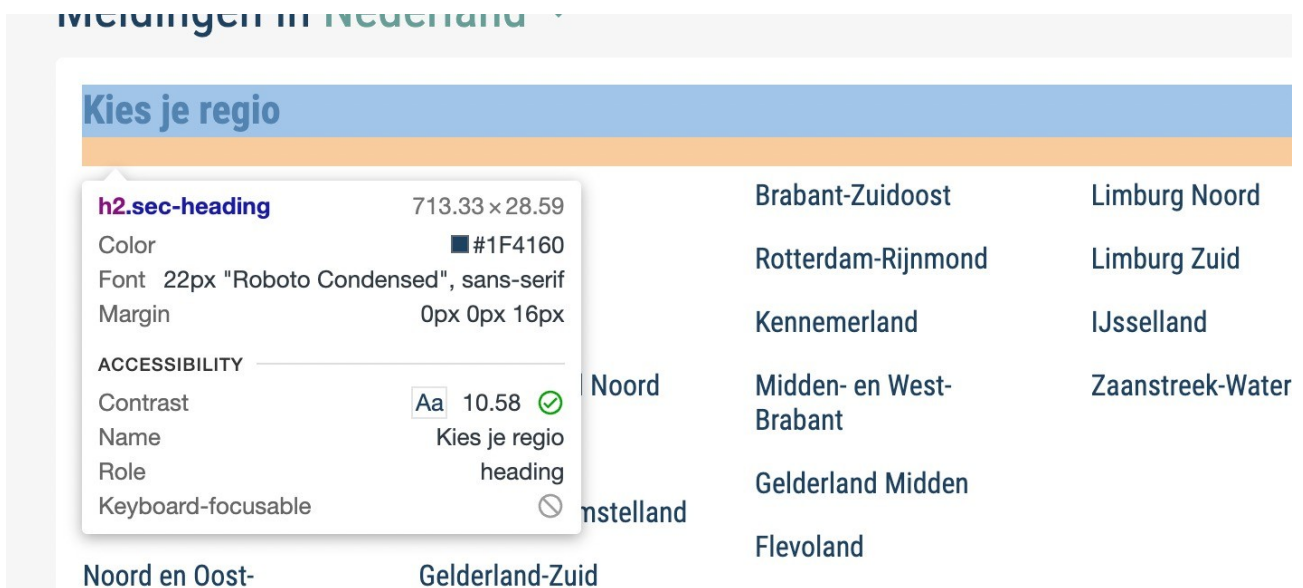 Meldingen in Nederland
Kies je regio
h2.sec-heading 713.33 × 28.59
Color #1F4160
Font 22px "Roboto Condensed", sans-serif
Margin 0px 0px 16px
ACCESSIBILITY
Contrast Aa 10.58
Name Kies je regio
Role heading
Keyboard-focusable
Noord en Oost-
Noord
mstelland
Gelderland-Zuid
Brabant-Zuidoost
Rotterdam-Rijnmond
Kennemerland
Midden- en West-
Brabant
Gelderland Midden
Flevoland
Limburg Noord
Limburg Zuid
IJsselland
Zaanstreek-Water